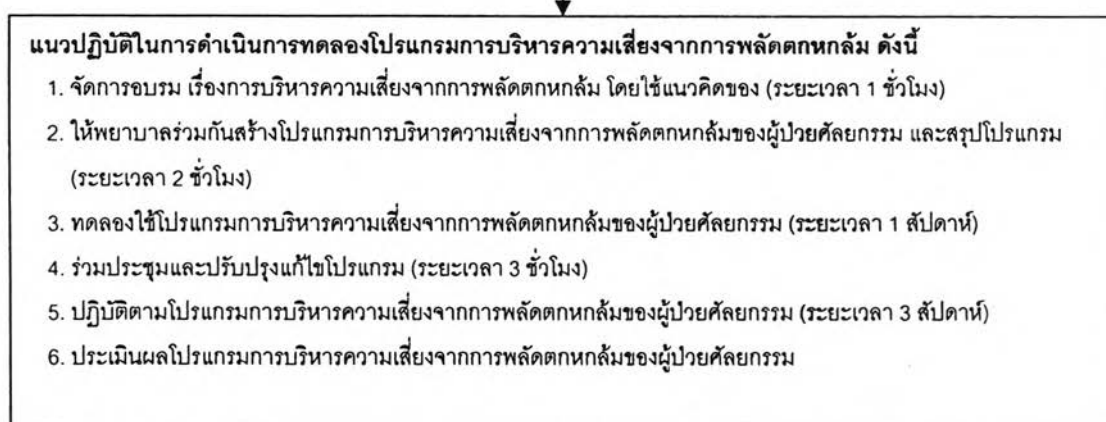 แนวปฏิบัติในการดำเนินการทดลองโปรแกรมการบริหารความเสี่ยงจากการพลัดตกหกล้ม ดังนี้
1. จัดการอบรม เรื่องการบริหารความเสี่ยงจากการพลัดตกหกล้ม โดยใช้แนวคิดของ (ระยะเวลา 1 ชั่วโมง)
2. ให้พยาบาลร่วมกันสร้างโปรแกรมการบริหารความเสี่ยงจากการพลัดตกหกล้มของผู้ป่วยศัลยกรรม และสรุปโปรแกรม
(ระยะเวลา 2 ชั่วโมง)
3. ทดลองใช้โปรแกรมการบริหารความเสี่ยงจากการพลัดตกหกล้มของผู้ป่วยศัลยกรรม (ระยะเวลา 1 สัปดาห์)
4. ร่วมประชุมและปรับปรุงแก้ไขโปรแกรม (ระยะเวลา 3 ชั่วโมง)
5. ปฏิบัติตามโปรแกรมการบริหารความเสี่ยงจากการพลัดตกหกล้มของผู้ป่วยศัลยกรรม (ระยะเวลา 3 สัปดาห์)
6. ประเมินผลโปรแกรมการบริหารความเสี่ยงจากการพลัดตกหกล้มของผู้ป่วยศัลยกรรม